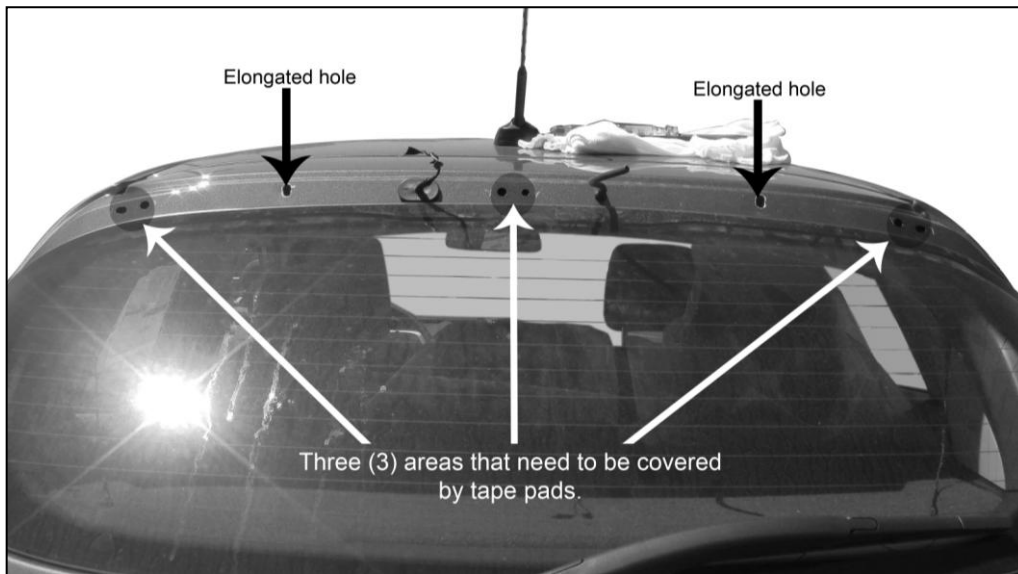 Elongated hole
Elongated hole
Three (3) areas that need to be covered
by tape pads.